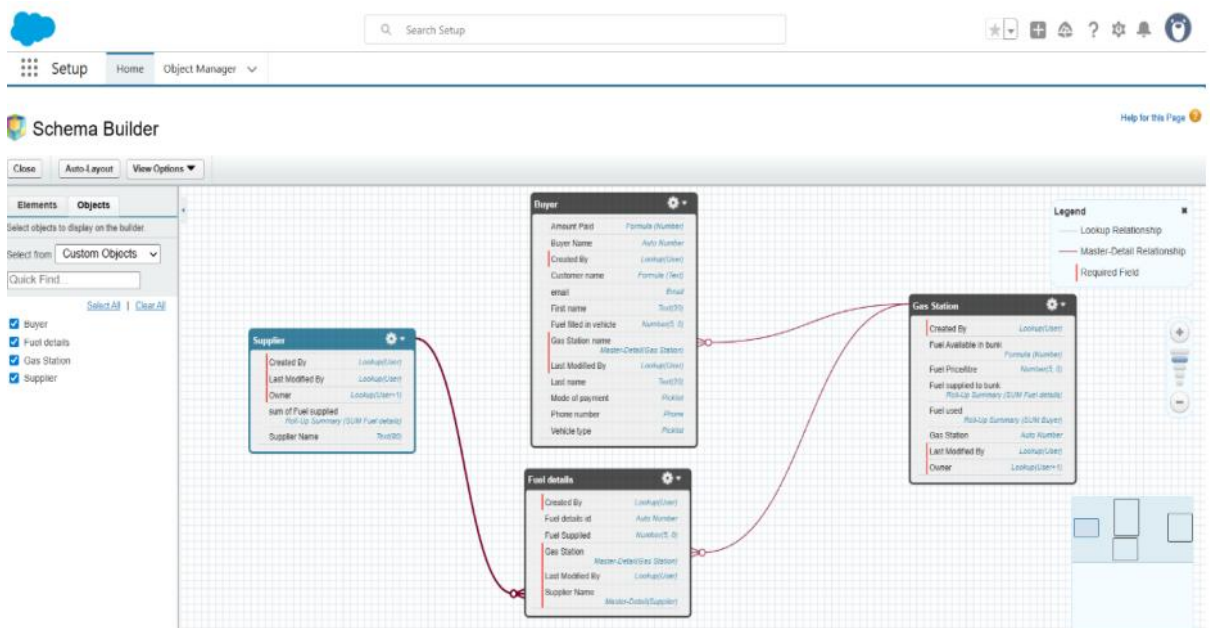 Search Setup
Setup
Home
Object Manager
Help for this Page
Schema Builder
Close
Auto-Layout
View Options
Elements
Objects
Select objects to display on the builder.
Select from
Custom Objects
Quick Find...
Select All | Clear All
Buyer
Fuel details
Gas Station
Supplier
Supplier
Created By Lookup(User)
Last Modified By Lookup(User)
Owner Lookup(User+1)
sum of Fuel supplied
Roll-Up Summary (SUM Fuel details)
Supplier Name Text(80)
Buyer
Amount Paid Formula (Number)
Buyer Name Auto Number
Created By Lookup(User)
Customer name Formula (Text)
email Email
First name Text(20)
Fuel filled in vehicle Number(5, 0)
Gas Station name
Master-Detail(Gas Station)
Last Modified By Lookup(User)
Last name Text(20)
Mode of payment Picklist
Phone number Phone
Vehicle type Picklist
Fuel details
Created By Lookup(User)
Fuel details id Auto Number
Fuel Supplied Number(5, 0)
Gas Station
Master-Detail(Gas Station)
Last Modified By Lookup(User)
Supplier Name
Master-Detail(Supplier)
Gas Station
Created By Lookup(User)
Fuel Available in bunk
Formula (Number)
Fuel Price/litre Number(3, 0)
Fuel supplied to bunk
Roll-Up Summary (SUM Fuel details)
Fuel used
Roll-Up Summary (SUM Buyer)
Gas Station Auto Number
Last Modified By Lookup(User)
Owner Lookup(User+1)
Legend
Lookup Relationship
Master-Detail Relationship
Required Field